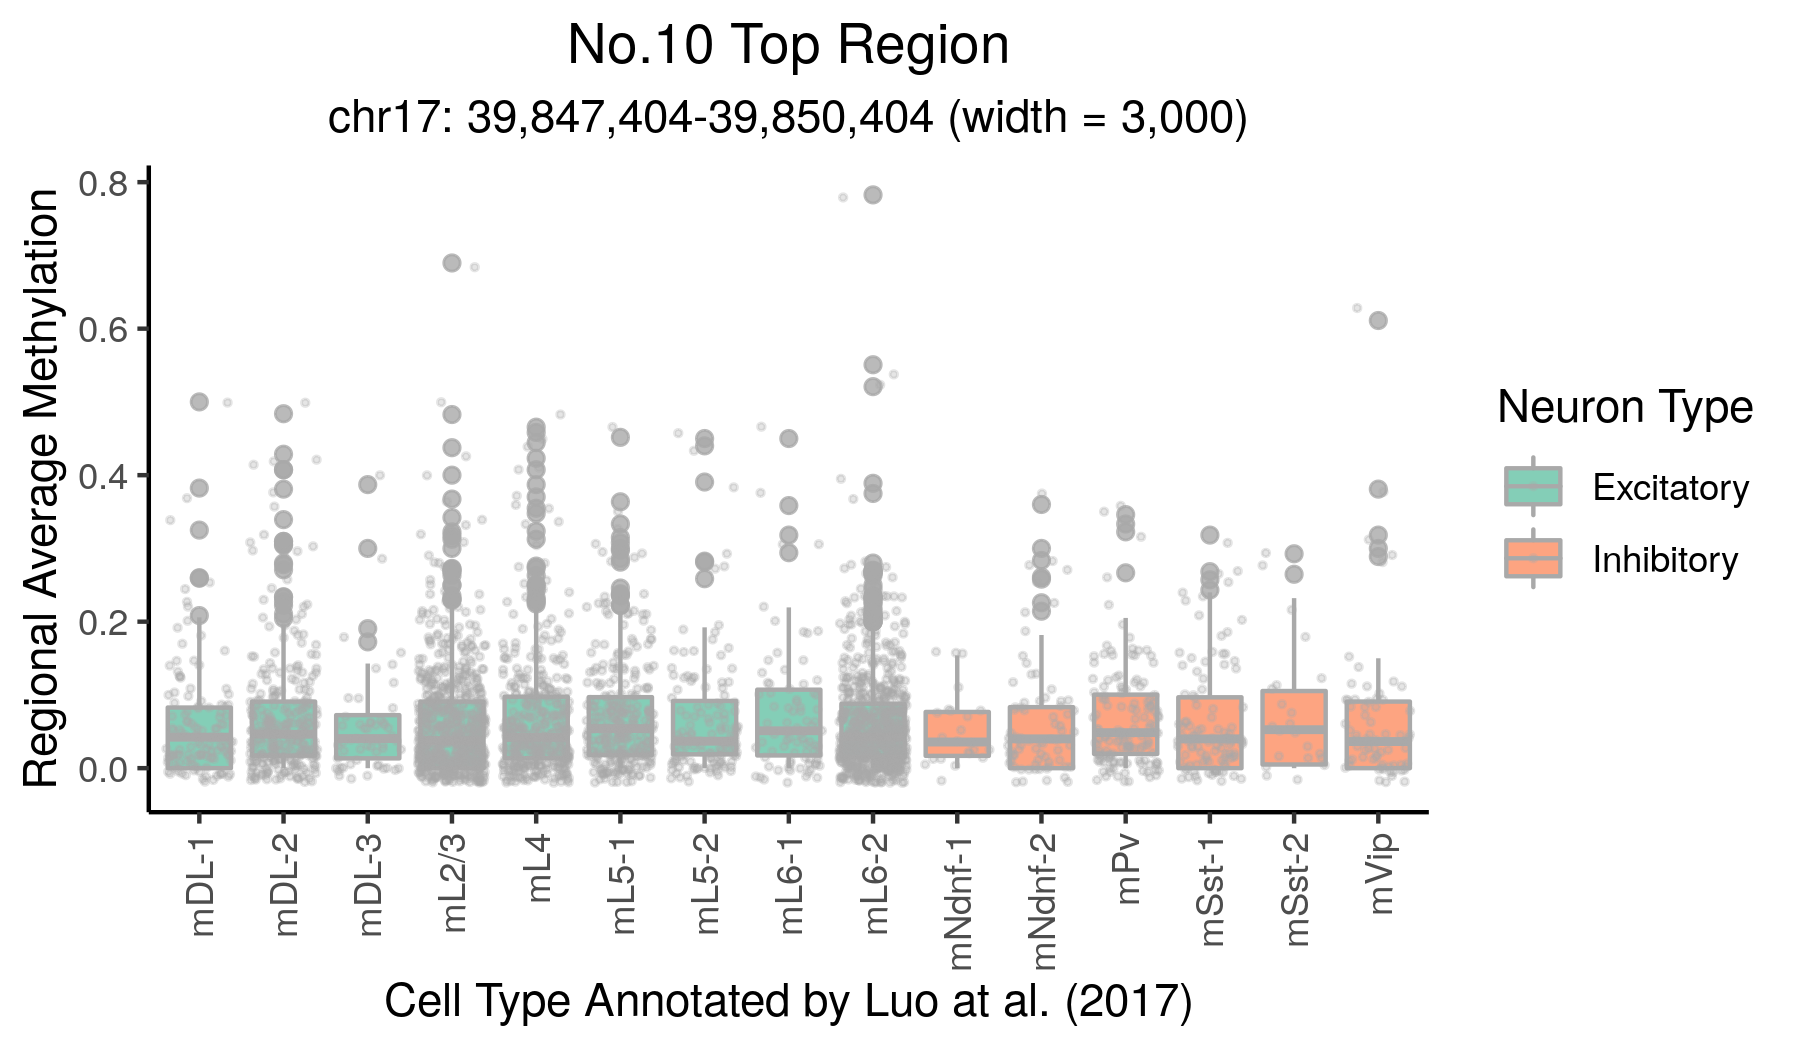 No.10 Top Region
chr17: 39,847,404-39,850,404 (width = 3,000)
Regional Average Methylation
0.8
0.6
0.4
0.2
0.0
mDL-1
mDL-2
mDL-3
mL2/3
mL4
mL5-1
mL5-2
mL6-1
mL6-2
mNdnf-1
mNdnf-2
mPv
mSst-1
mSst-2
mVip
Cell Type Annotated by Luo at al. (2017)
Neuron Type
Excitatory
Inhibitory